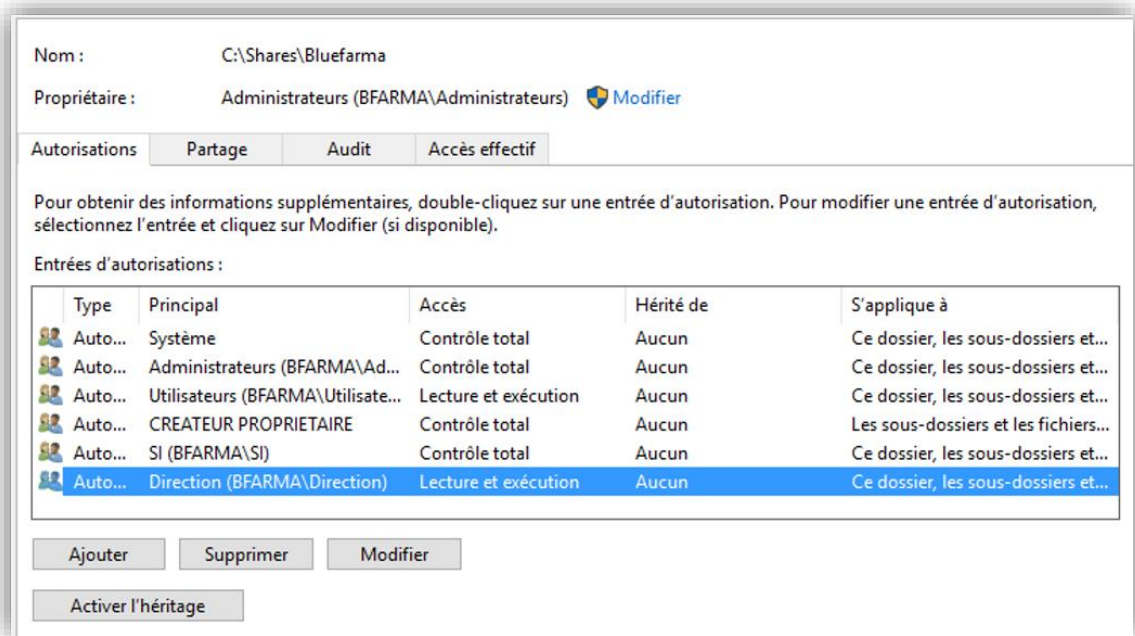 Nom : C:\Shares\Bluefarma
Propriétaire : Administrateurs (BFARMA\Administrateurs) Modifier
Autorisations Partage Audit Accès effectif
Pour obtenir des informations supplémentaires, double-cliquez sur une entrée d'autorisation. Pour modifier une entrée d'autorisation,
sélectionnez l'entrée et cliquez sur Modifier (si disponible).
Entrées d'autorisations :
Type Principal Accès Hérité de S'applique à
Auto... Système Contrôle total Aucun Ce dossier, les sous-dossiers et...
Auto... Administrateurs (BFARMA\Ad... Contrôle total Aucun Ce dossier, les sous-dossiers et...
Auto... Utilisateurs (BFARMA\Utilisate... Lecture et exécution Aucun Ce dossier, les sous-dossiers et...
Auto... CREATEUR PROPRIETAIRE Contrôle total Aucun Les sous-dossiers et les fichiers...
Auto... SI (BFARMA\SI) Contrôle total Aucun Ce dossier, les sous-dossiers et...
Auto... Direction (BFARMA\Direction) Lecture et exécution Aucun Ce dossier, les sous-dossiers et...
Ajouter Supprimer Modifier
Activer l'héritage